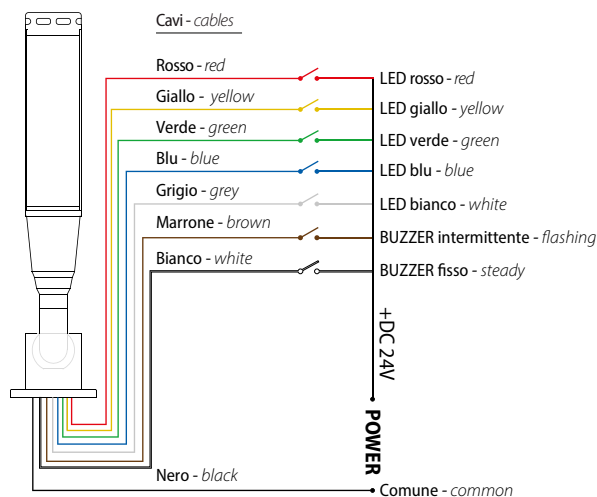 Cavi - cables
Rosso - red
LED rosso - red
Giallo - yellow
LED giallo - yellow
Verde - green
LED verde - green
Blu - blue
LED blu - blue
Grigio - grey
LED bianco - white
Marrone - brown
BUZZER intermittente - flashing
Bianco - white
BUZZER fisso - steady
+DC 24V
POWER
Nero - black
Comune - common